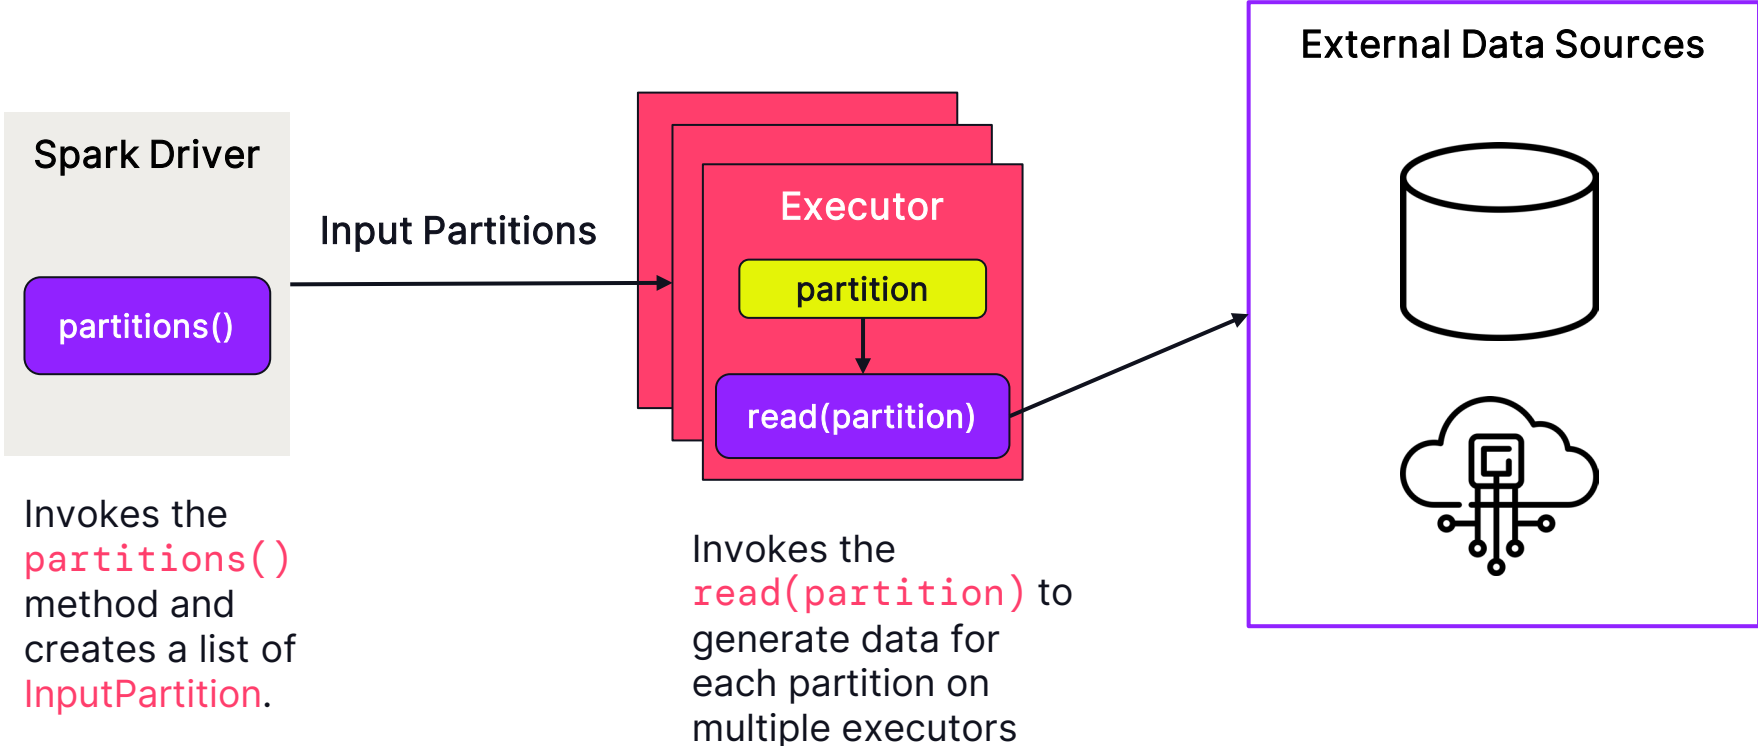 Spark Driver
partitions()
Input Partitions
Executor
partition
read(partition)
External Data Sources
Invokes the
partitions()
method and
creates a list of
InputPartition.
Invokes the
read(partition) to
generate data for
each partition on
multiple executors